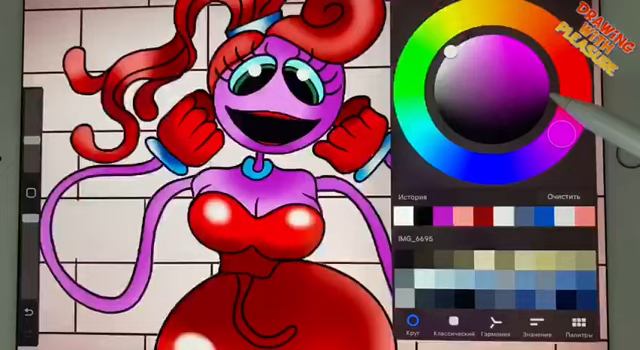 DRAWING
WITH
PLEASURE
История
Очистить
IMG_6695
Круг
Классический
Гармония
Значение
Палитры